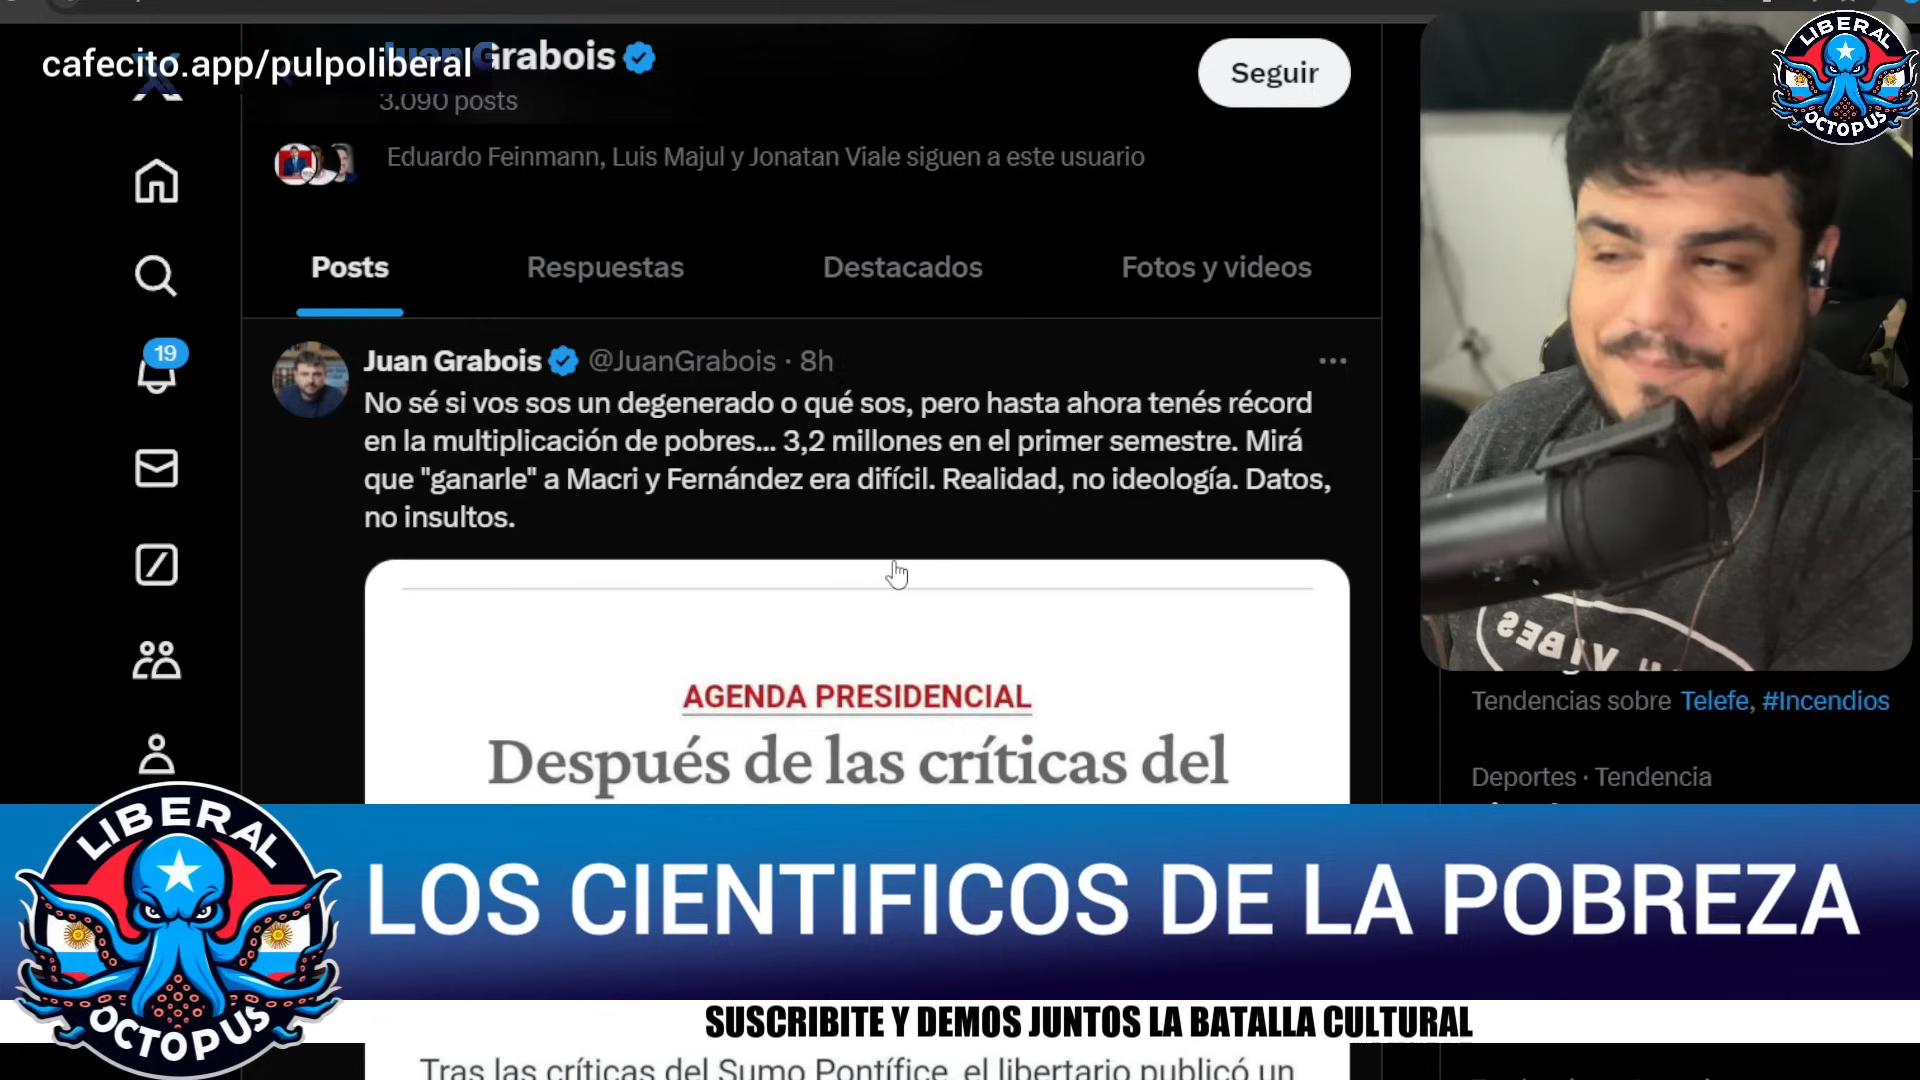 cafecito.app/pulpoliberal
Juan Grabois
3.090 posts
Seguir
Eduardo Feinmann, Luis Majul y Jonatan Viale siguen a este usuario
Posts
Respuestas
Destacados
Fotos y videos
19
Juan Grabois @JuanGrabois · 8h
No sé si vos sos un degenerado o qué sos, pero hasta ahora tenés récord
en la multiplicación de pobres... 3,2 millones en el primer semestre. Mirá
que "ganarle" a Macri y Fernández era difícil. Realidad, no ideología. Datos,
no insultos.
AGENDA PRESIDENCIAL
Después de las críticas del
Tras las críticas del Sumo Pontífice, el libertario publicó un
LIBERAL
OCTOPUS
VIBES
Tendencias sobre Telefe, #Incendios
Deportes · Tendencia
LIBERAL
OCTOPUS
LOS CIENTIFICOS DE LA POBREZA
SUSCRIBITE Y DEMOS JUNTOS LA BATALLA CULTURAL